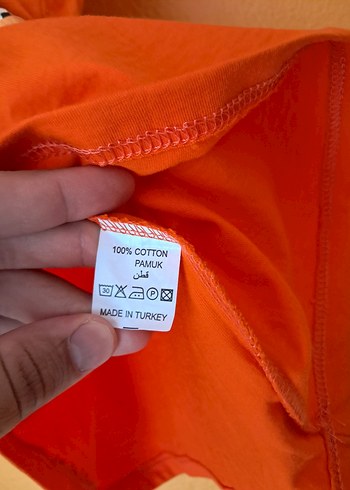 100% COTTON
PAMUK
قطن
30 P
MADE IN TURKEY